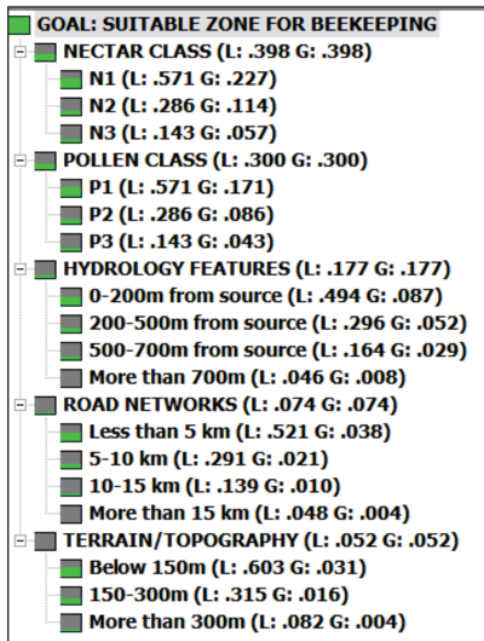 GOAL: SUITABLE ZONE FOR BEEKEEPING
NECTAR CLASS (L: .398 G: .398)
N1 (L: .571 G: .227)
N2 (L: .286 G: .114)
N3 (L: .143 G: .057)
POLLEN CLASS (L: .300 G: .300)
P1 (L: .571 G: .171)
P2 (L: .286 G: .086)
P3 (L: .143 G: .043)
HYDROLOGY FEATURES (L: .177 G: .177)
0-200m from source (L: .494 G: .087)
200-500m from source (L: .296 G: .052)
500-700m from source (L: .164 G: .029)
More than 700m (L: .046 G: .008)
ROAD NETWORKS (L: .074 G: .074)
Less than 5 km (L: .521 G: .038)
5-10 km (L: .291 G: .021)
10-15 km (L: .139 G: .010)
More than 15 km (L: .048 G: .004)
TERRAIN/TOPOGRAPHY (L: .052 G: .052)
Below 150m (L: .603 G: .031)
150-300m (L: .315 G: .016)
More than 300m (L: .082 G: .004)